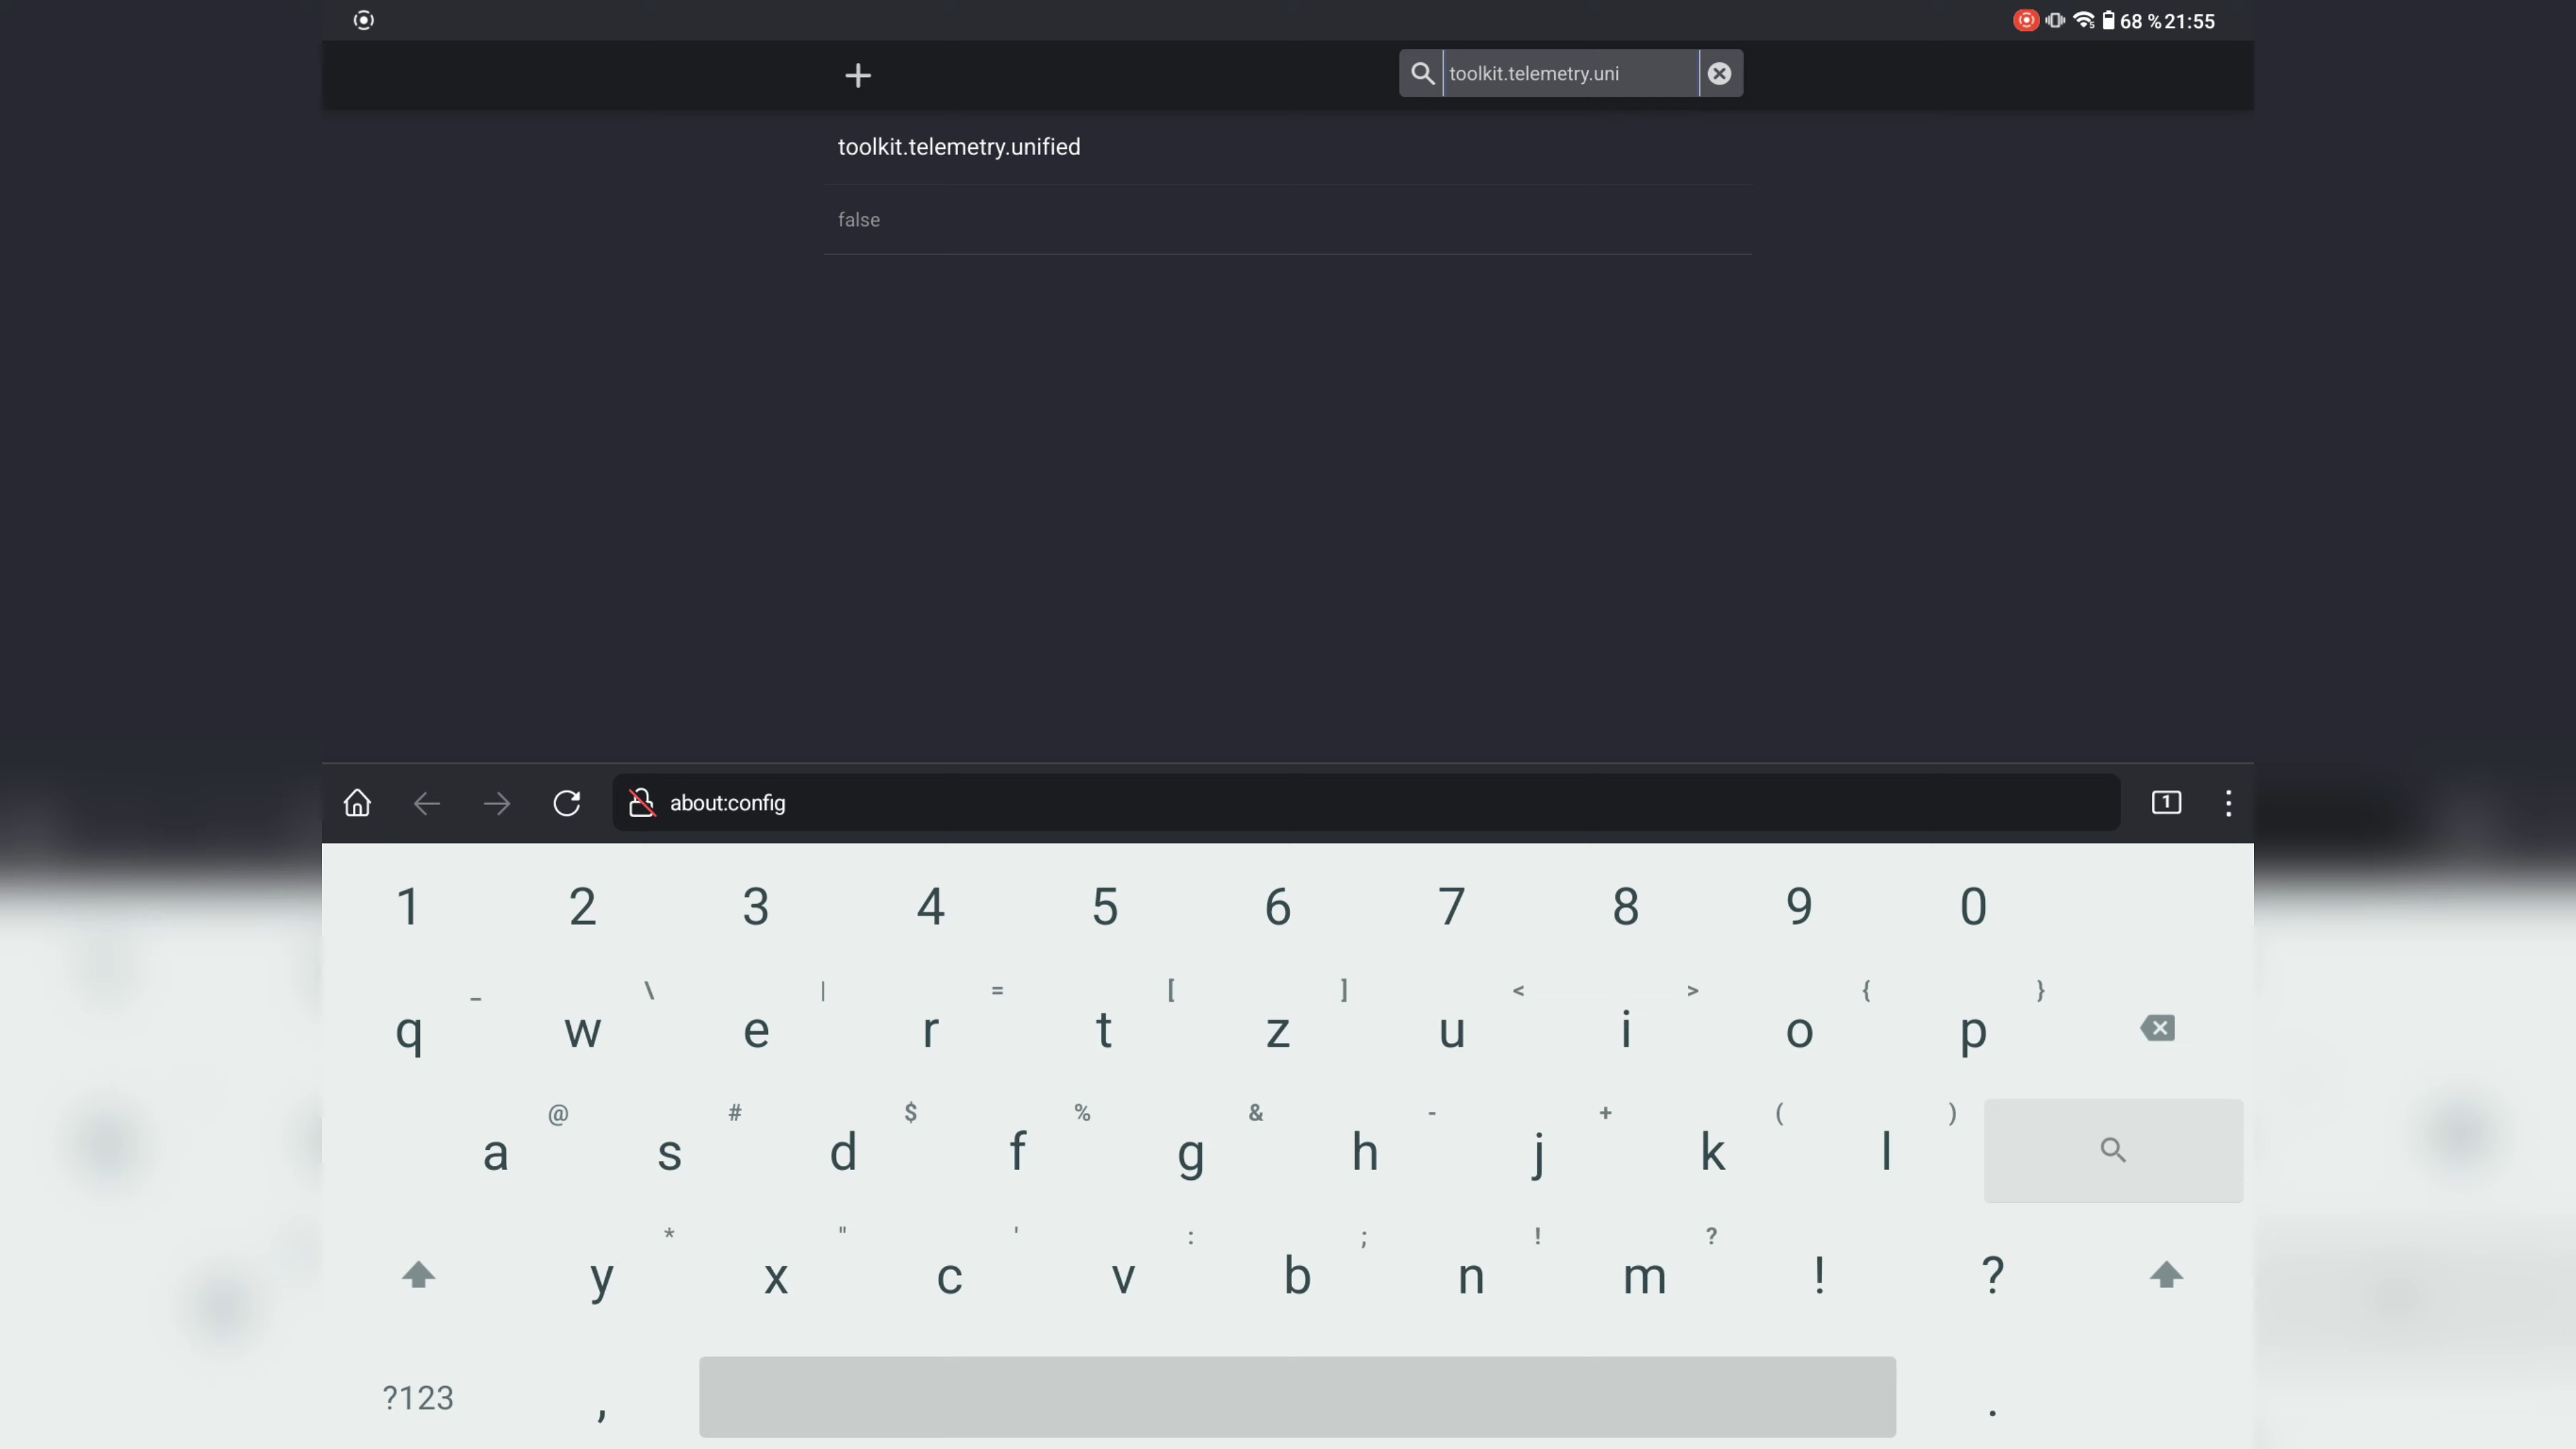 68 % 21:55
toolkit.telemetry.uni
toolkit.telemetry.unified
false
about:config
1
1 2 3 4 5 6 7 8 9 0
_ \ | = [ ] < > { }
q w e r t z u i o p
@ # $ % & - + ( )
a s d f g h j k l
* " ' : ; ! ?
y x c v b n m ! ?
?123 , .